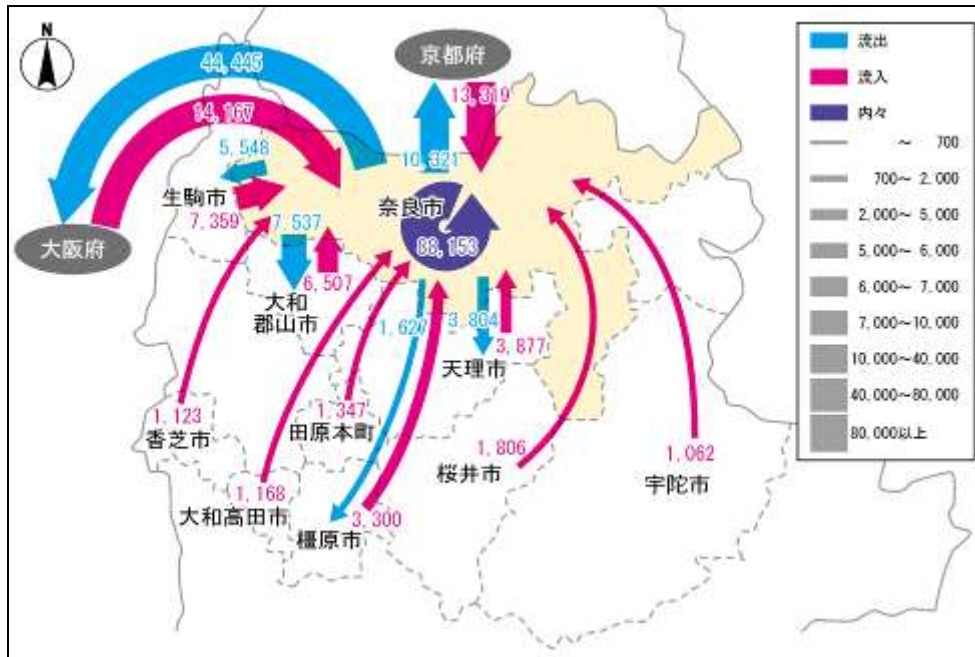 N
44,445
14,167
5,548
生駒市
7,359
大阪府
7,537
6,507
大和
郡山市
京都府
13,319
10,321
奈良市
88,153
1,627
3,804
3,877
天理市
1,123
香芝市
1,347
田原本町
1,168
大和高田市
3,300
橿原市
1,806
桜井市
1,062
宇陀市
流出
流入
内々
～ 700
700～ 2,000
2,000～ 5,000
5,000～ 6,000
6,000～ 7,000
7,000～10,000
10,000～40,000
40,000～80,000
80,000以上